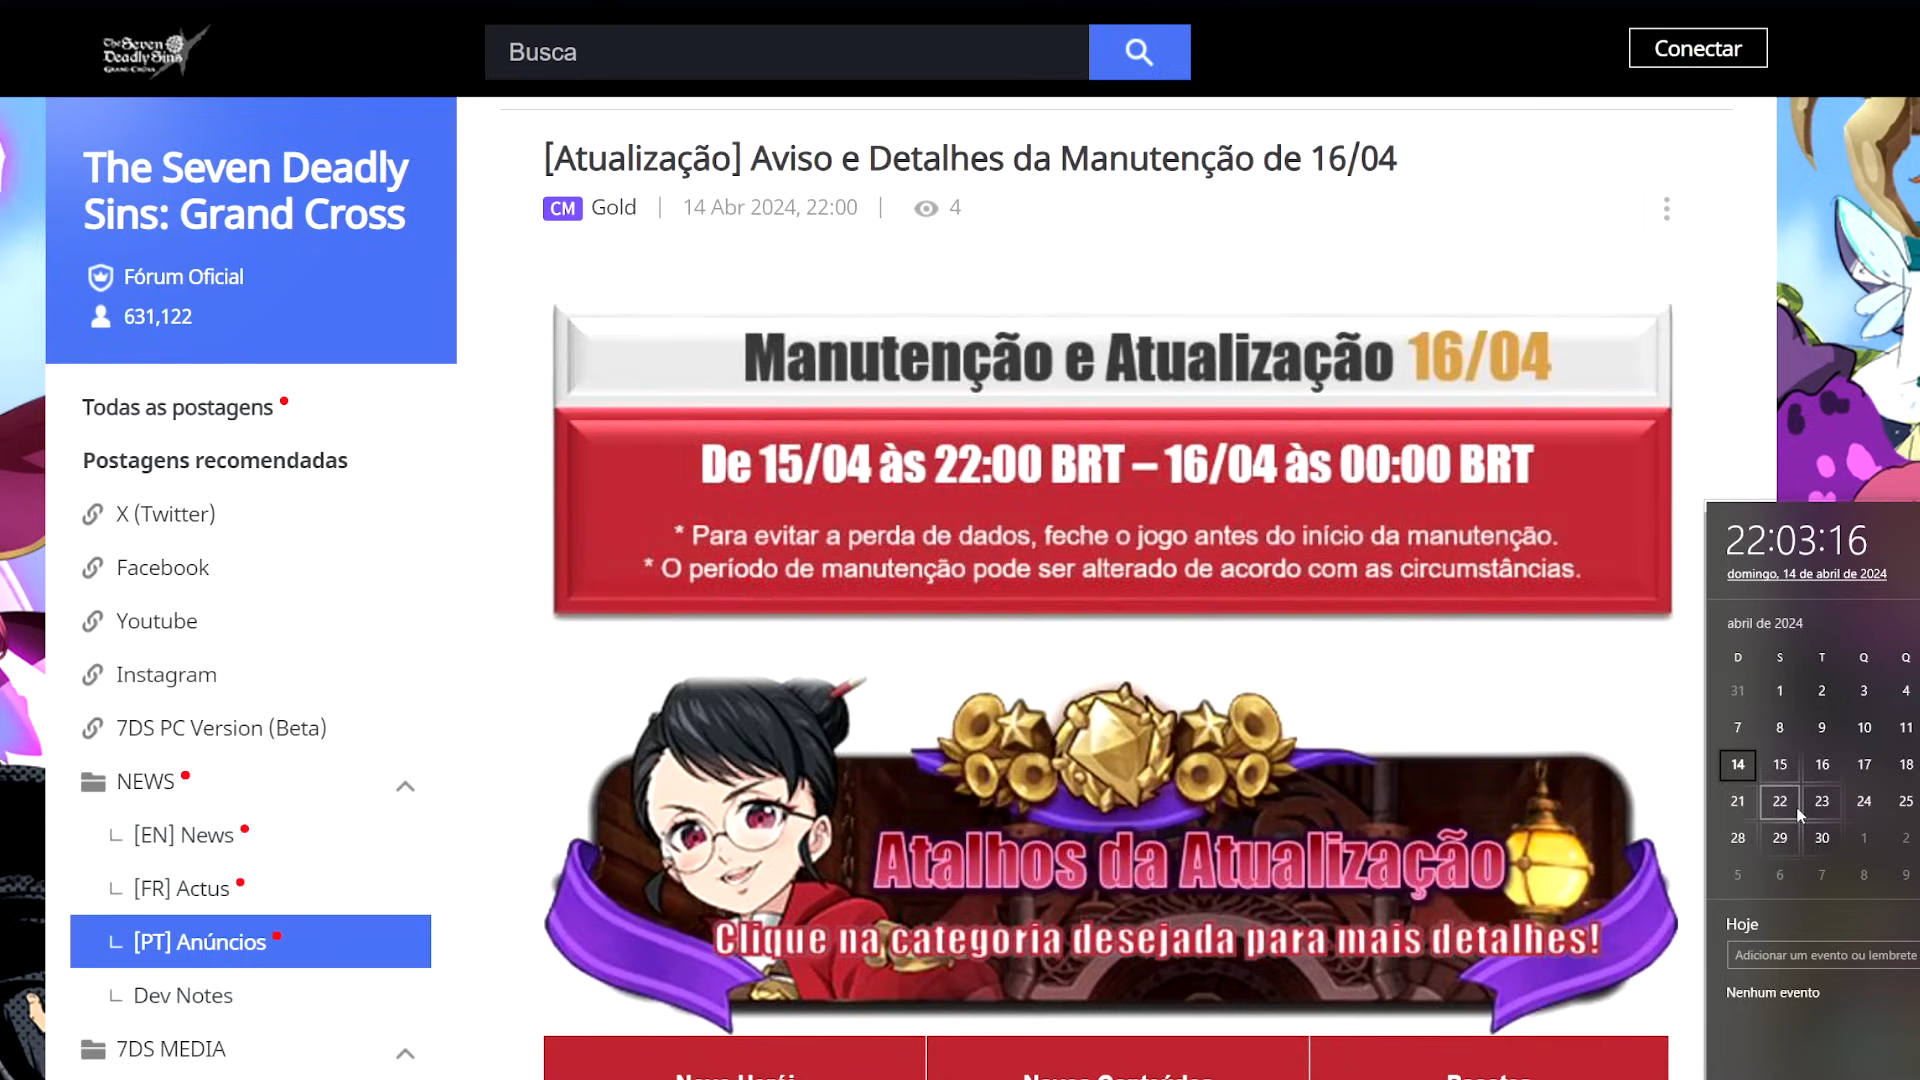 The Seven
Deadly Sins
GRAND CROSS
Busca
Conectar
The Seven Deadly
Sins: Grand Cross
Fórum Oficial
631,122
Todas as postagens
Postagens recomendadas
X (Twitter)
Facebook
Youtube
Instagram
7DS PC Version (Beta)
NEWS
[EN] News
[FR] Actus
[PT] Anúncios
Dev Notes
7DS MEDIA
[Atualização] Aviso e Detalhes da Manutenção de 16/04
CM Gold | 14 Abr 2024, 22:00 | 4
Manutenção e Atualização 16/04
De 15/04 às 22:00 BRT – 16/04 às 00:00 BRT
* Para evitar a perda de dados, feche o jogo antes do início da manutenção.
* O período de manutenção pode ser alterado de acordo com as circunstâncias.
Atalhos da Atualização
Clique na categoria desejada para mais detalhes!
22:03:16
domingo, 14 de abril de 2024
abril de 2024
D S T Q Q
31 1 2 3 4
7 8 9 10 11
14 15 16 17 18
21 22 23 24 25
28 29 30 1 2
5 6 7 8 9
Hoje
Adicionar um evento ou lembrete
Nenhum evento